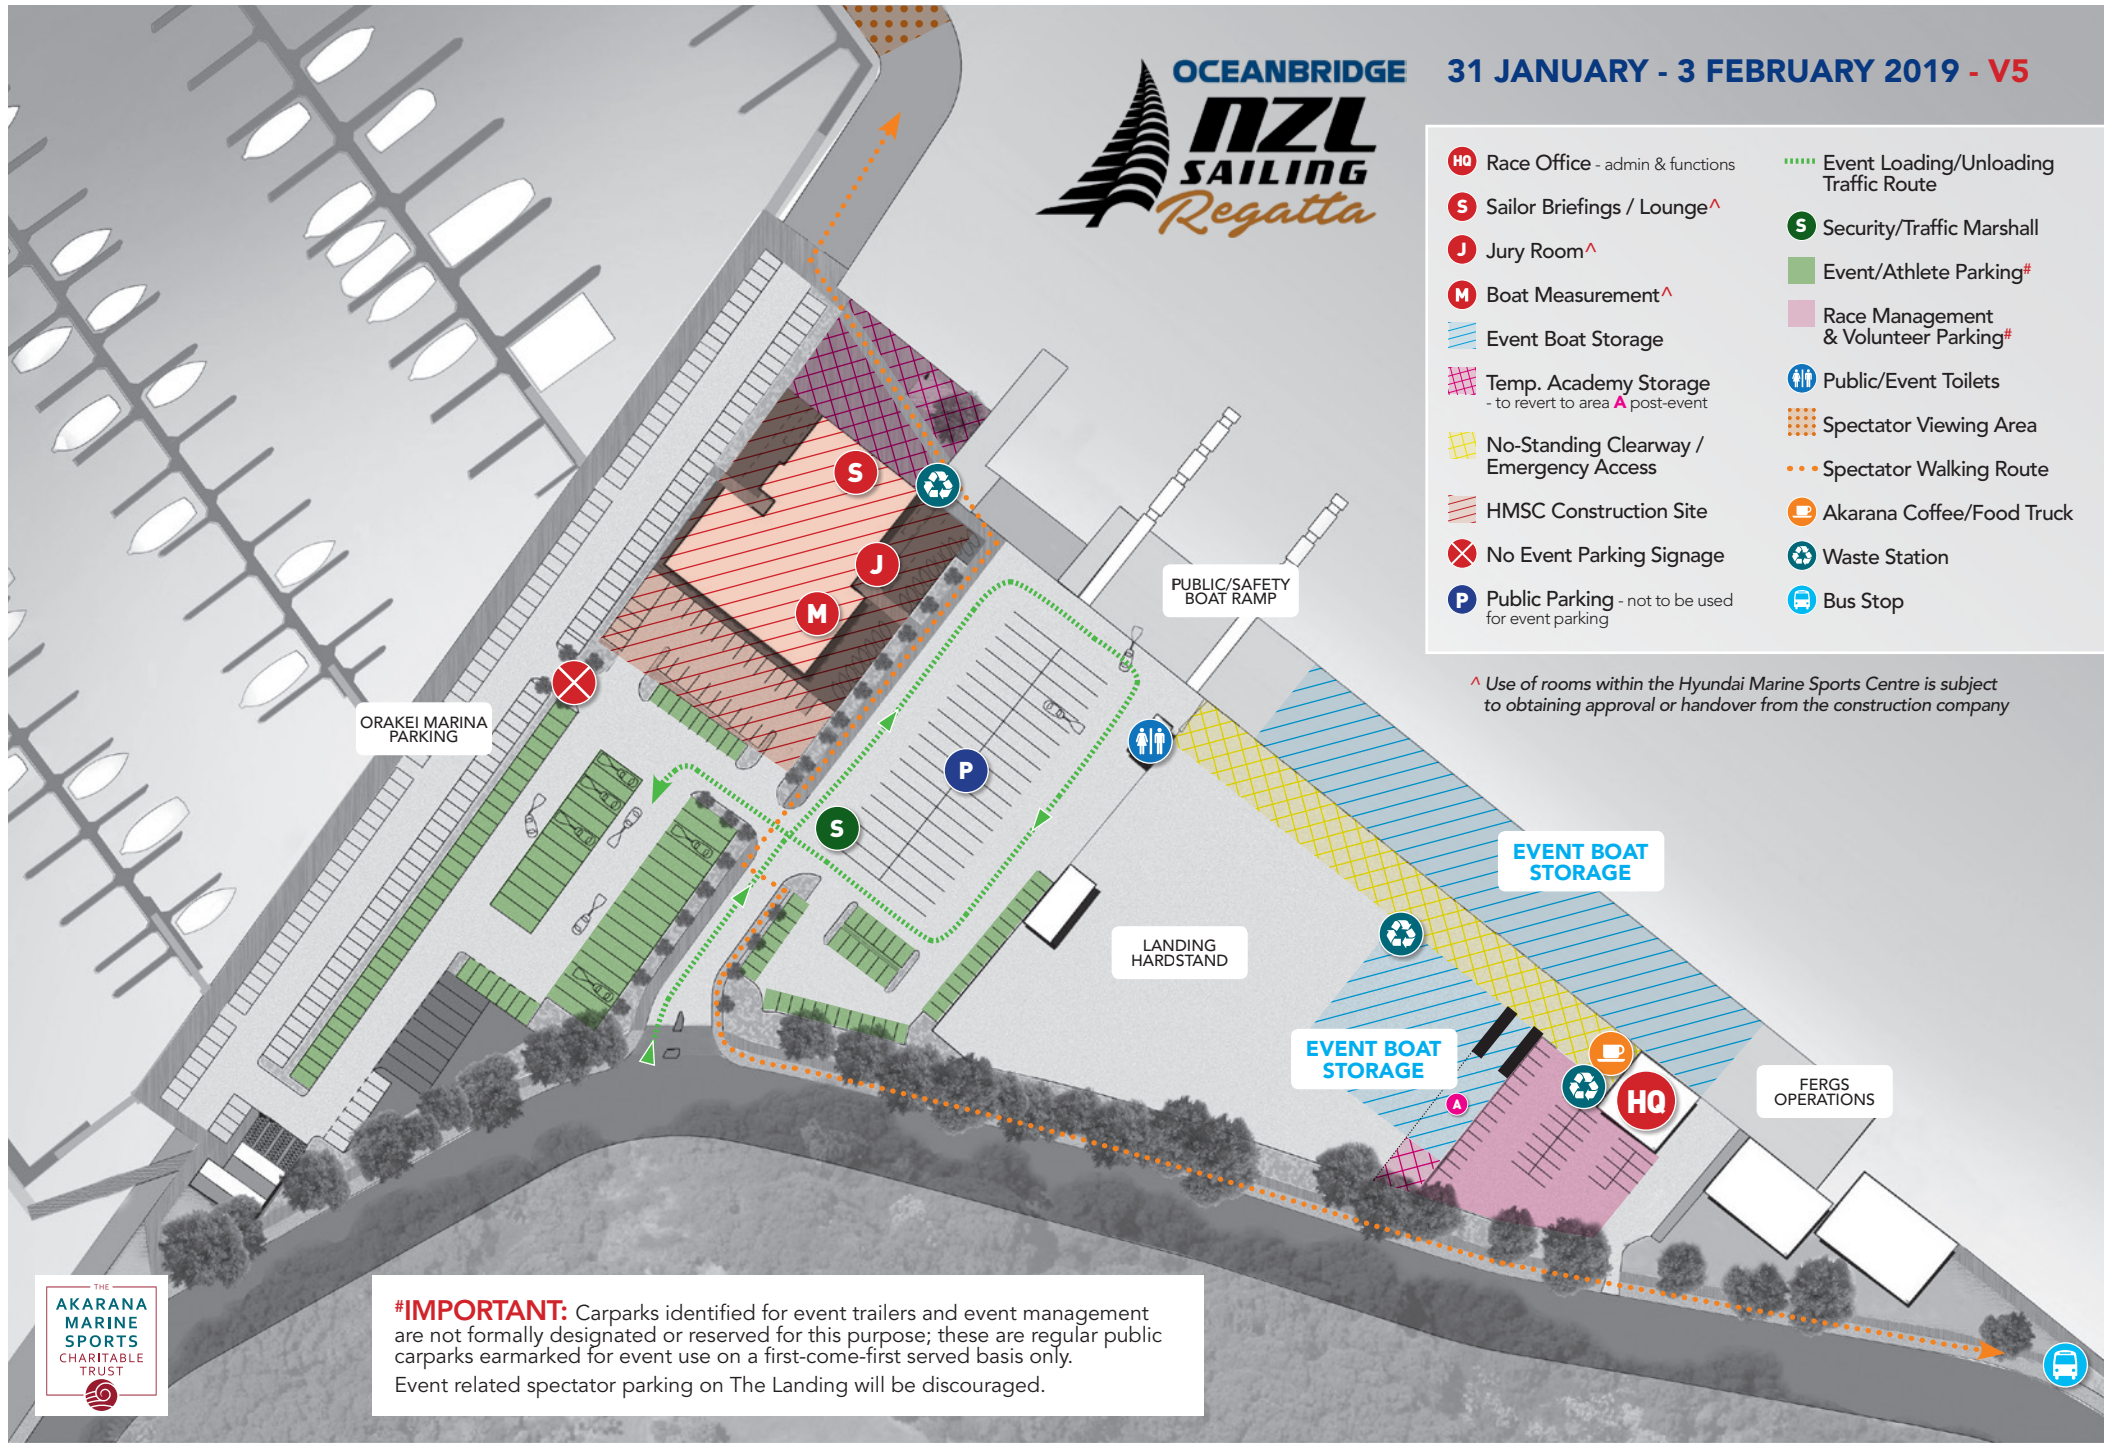 OCEANBRIDGE
NZL
SAILING
Regatta
31 JANUARY - 3 FEBRUARY 2019 - V5
HQ Race Office - admin & functions
S Sailor Briefings / Lounge^
J Jury Room^
M Boat Measurement^
Event Boat Storage
Temp. Academy Storage
- to revert to area A post-event
No-Standing Clearway /
Emergency Access
HMSC Construction Site
No Event Parking Signage
P Public Parking - not to be used
for event parking
Event Loading/Unloading
Traffic Route
S Security/Traffic Marshall
Event/Athlete Parking#
Race Management
& Volunteer Parking#
Public/Event Toilets
Spectator Viewing Area
Spectator Walking Route
Akarana Coffee/Food Truck
Waste Station
Bus Stop
^ Use of rooms within the Hyundai Marine Sports Centre is subject
to obtaining approval or handover from the construction company
S
J
M
PUBLIC/SAFETY
BOAT RAMP
ORAKEI MARINA
PARKING
P
S
EVENT BOAT
STORAGE
LANDING
HARDSTAND
EVENT BOAT
STORAGE
A
HQ
FERGS
OPERATIONS
THE
AKARANA
MARINE
SPORTS
CHARITABLE
TRUST
#IMPORTANT: Carparks identified for event trailers and event management
are not formally designated or reserved for this purpose; these are regular public
carparks earmarked for event use on a first-come-first served basis only.
Event related spectator parking on The Landing will be discouraged.